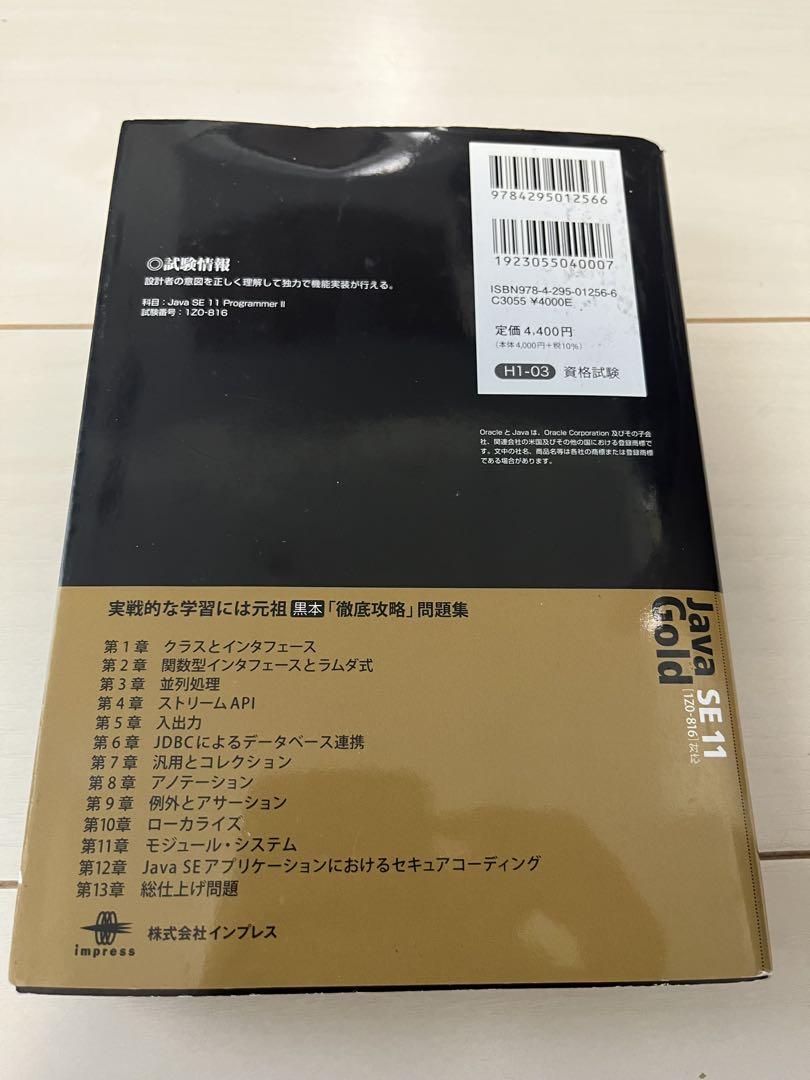 9784295012566
1923055040007
ISBN978-4-295-01256-6
C3055 ¥4000E
定価 4,400円
(本体4,000円+税10%)
H1-03 資格試験
◎試験情報
設計者の意図を正しく理解して独力で機能実装が行える。
科目：Java SE 11 Programmer II
試験番号：1Z0-816
OracleとJavaは、Oracle Corporation 及びその子会
社、関連会社の米国及びその他の国における登録商標で
す。文中の社名、商品名等は各社の商標または登録商標
である場合があります。
実戦的な学習には元祖 黒本「徹底攻略」問題集
第1章 クラスとインタフェース
第2章 関数型インタフェースとラムダ式
第3章 並列処理
第4章 ストリームAPI
第5章 入出力
第6章 JDBCによるデータベース連携
第7章 汎用とコレクション
第8章 アノテーション
第9章 例外とアサーション
第10章 ローカライズ
第11章 モジュール・システム
第12章 Java SEアプリケーションにおけるセキュアコーディング
第13章 総仕上げ問題
impress 株式会社インプレス
Java SE 11
Gold [1Z0-816]対応